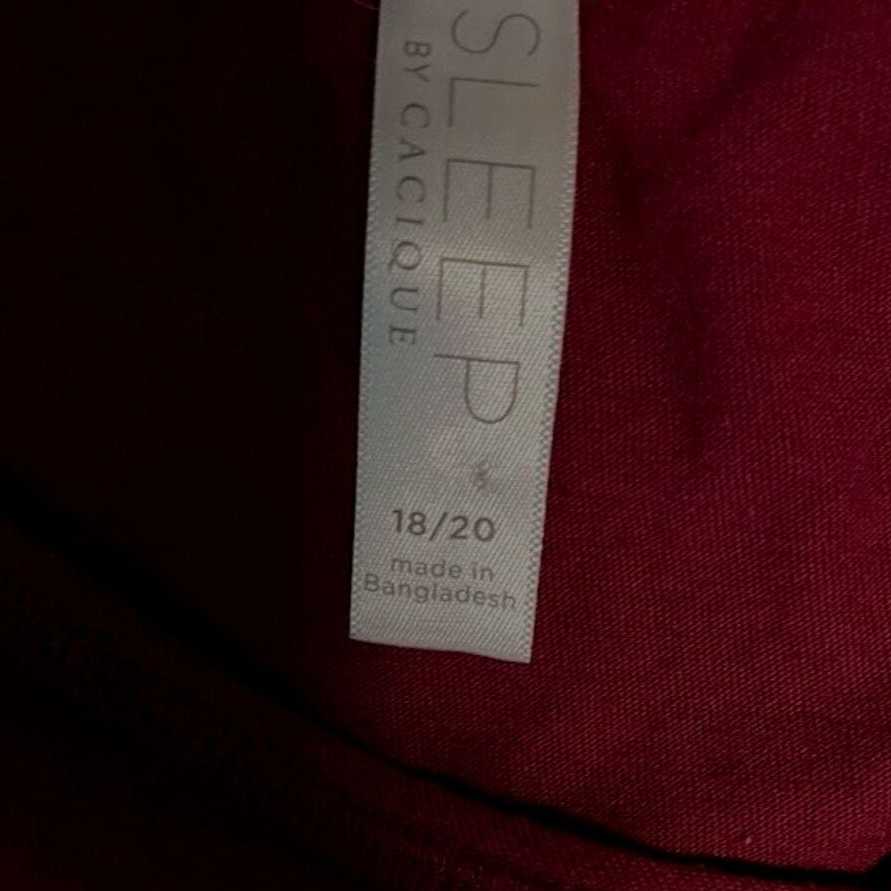 SLEEP
BY CACIQUE
18/20
made in
Bangladesh